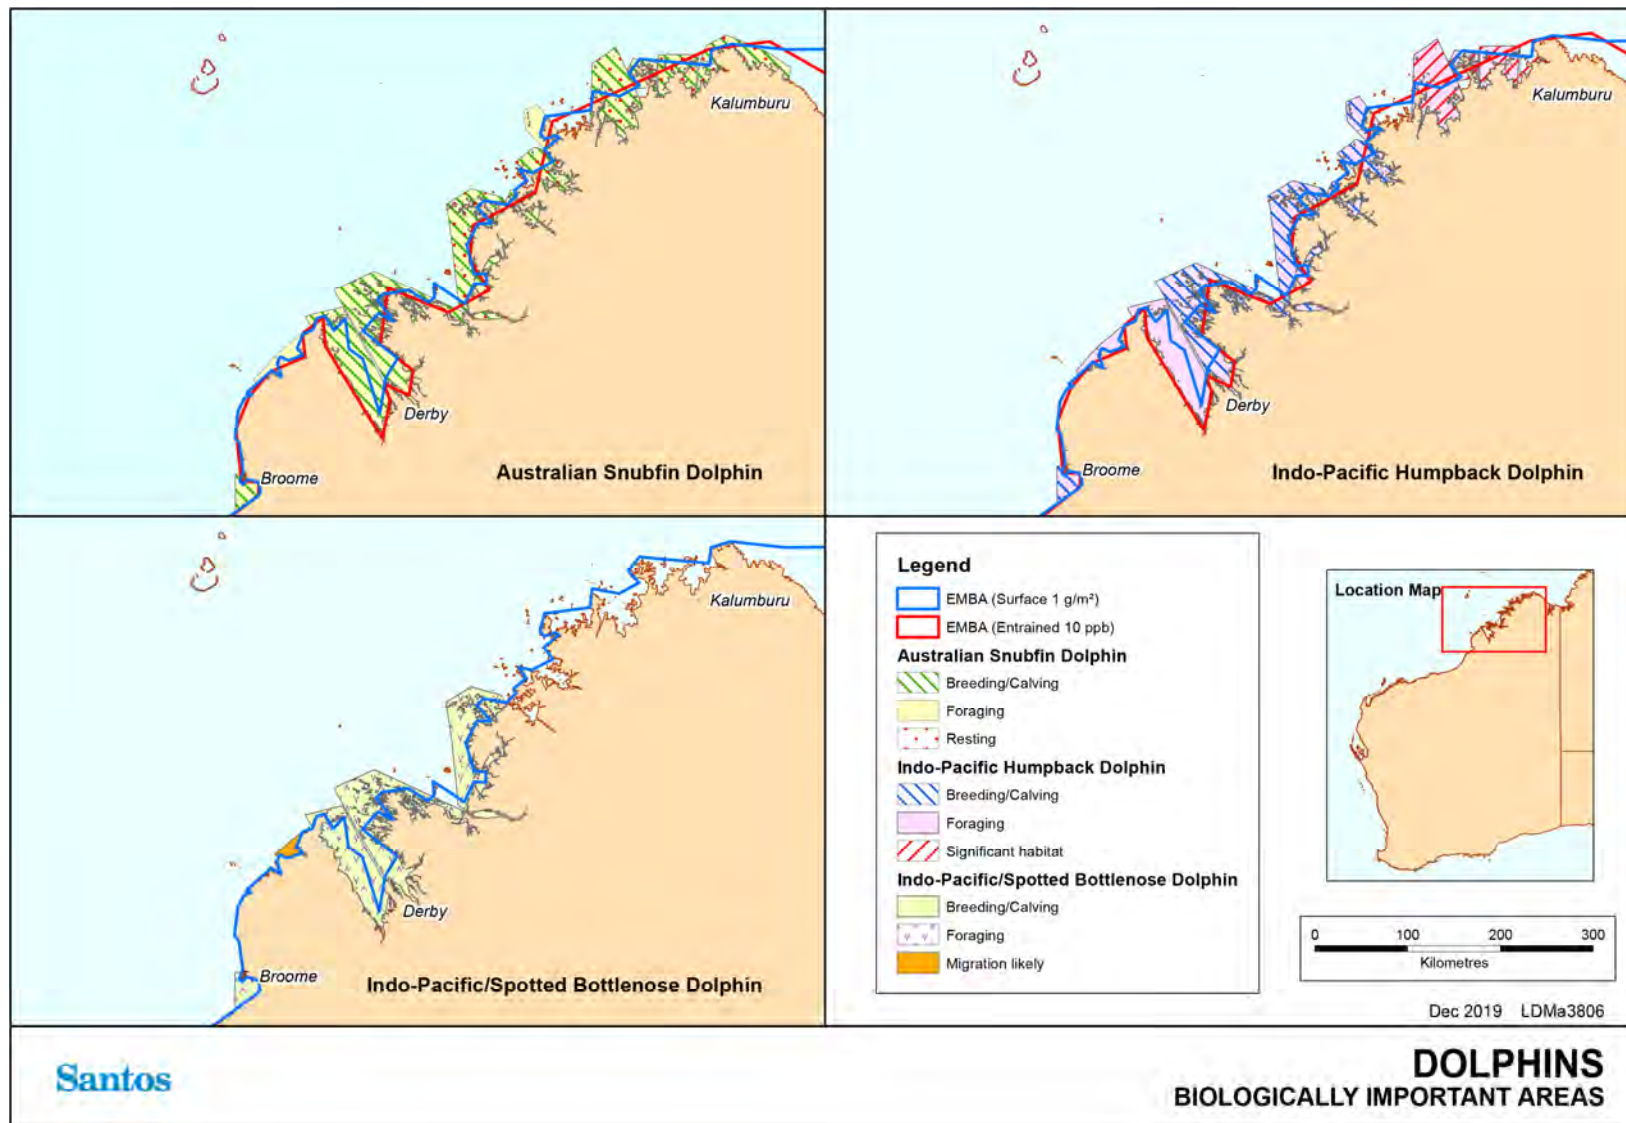 Kalumburu
Derby
Broome
Australian Snubfin Dolphin
Kalumburu
Derby
Broome
Indo-Pacific Humpback Dolphin
Kalumburu
Derby
Broome
Indo-Pacific/Spotted Bottlenose Dolphin
Legend
EMBA (Surface 1 g/m²)
EMBA (Entrained 10 ppb)
Australian Snubfin Dolphin
Breeding/Calving
Foraging
Resting
Indo-Pacific Humpback Dolphin
Breeding/Calving
Foraging
Significant habitat
Indo-Pacific/Spotted Bottlenose Dolphin
Breeding/Calving
Foraging
Migration likely
Location Map
0 100 200 300
Kilometres
Dec 2019 LDMa3806
Santos
DOLPHINS
BIOLOGICALLY IMPORTANT AREAS